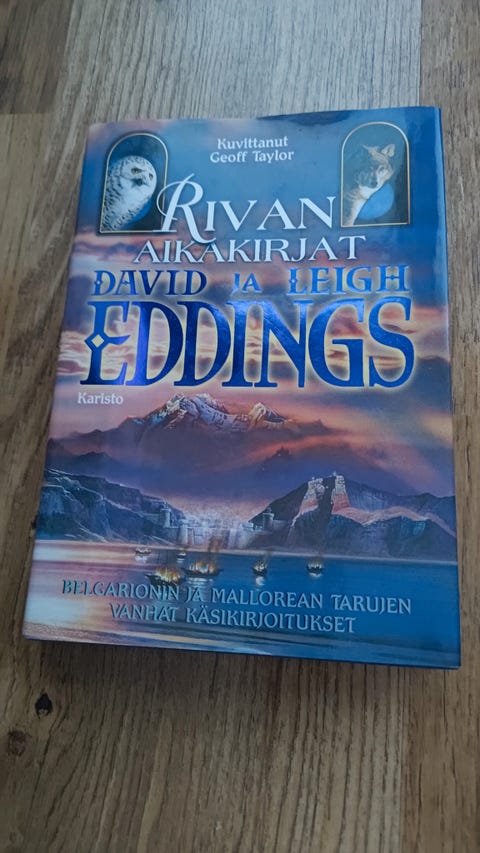 Kuvittanut
Geoff Taylor
RIVAN
AIKAKIRJAT
DAVID JA LEIGH
EDDINGS
Karisto
BELGARIONIN JA MALLOREAN TARUJEN
VANHAT KÄSIKIRJOITUKSET